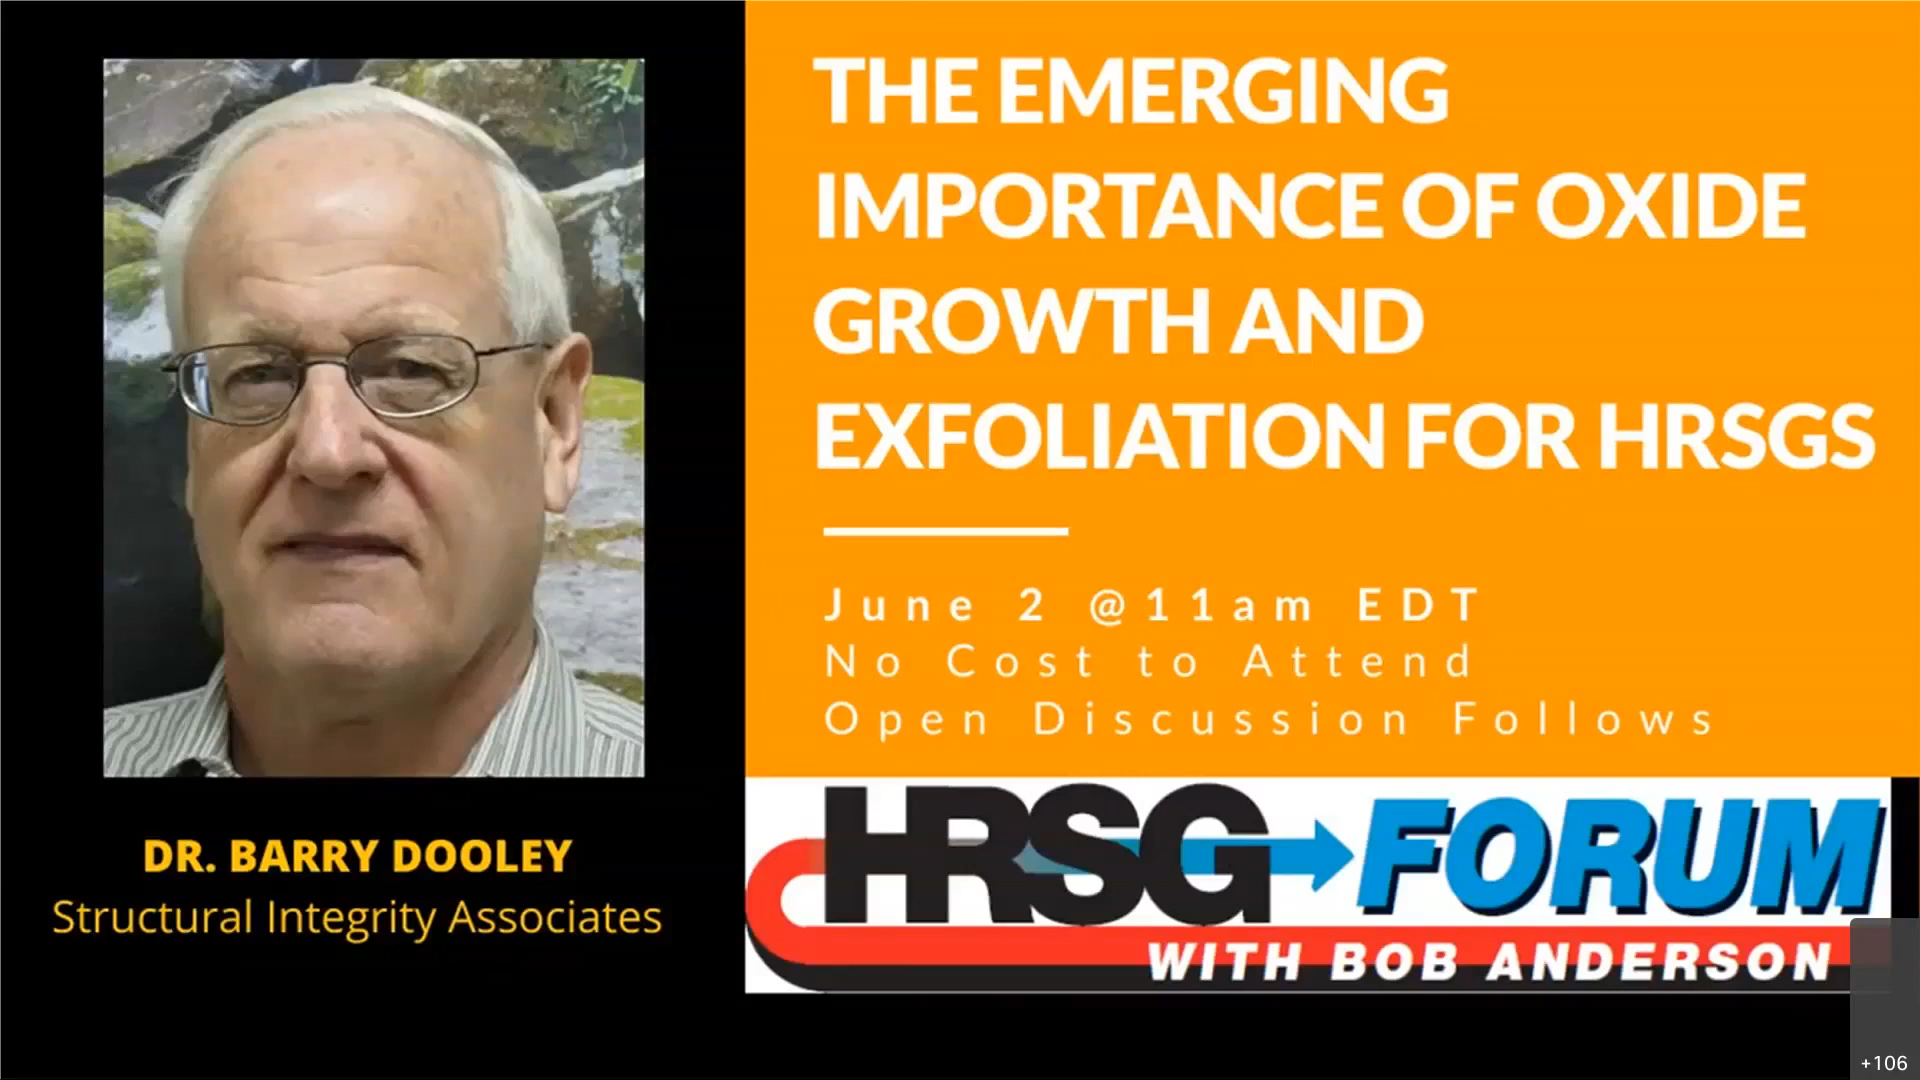 THE EMERGING
IMPORTANCE OF OXIDE
GROWTH AND
EXFOLIATION FOR HRSGS
June 2 @11am EDT
No Cost to Attend
Open Discussion Follows
DR. BARRY DOOLEY
Structural Integrity Associates
HRSG FORUM
WITH BOB ANDERSON
+106